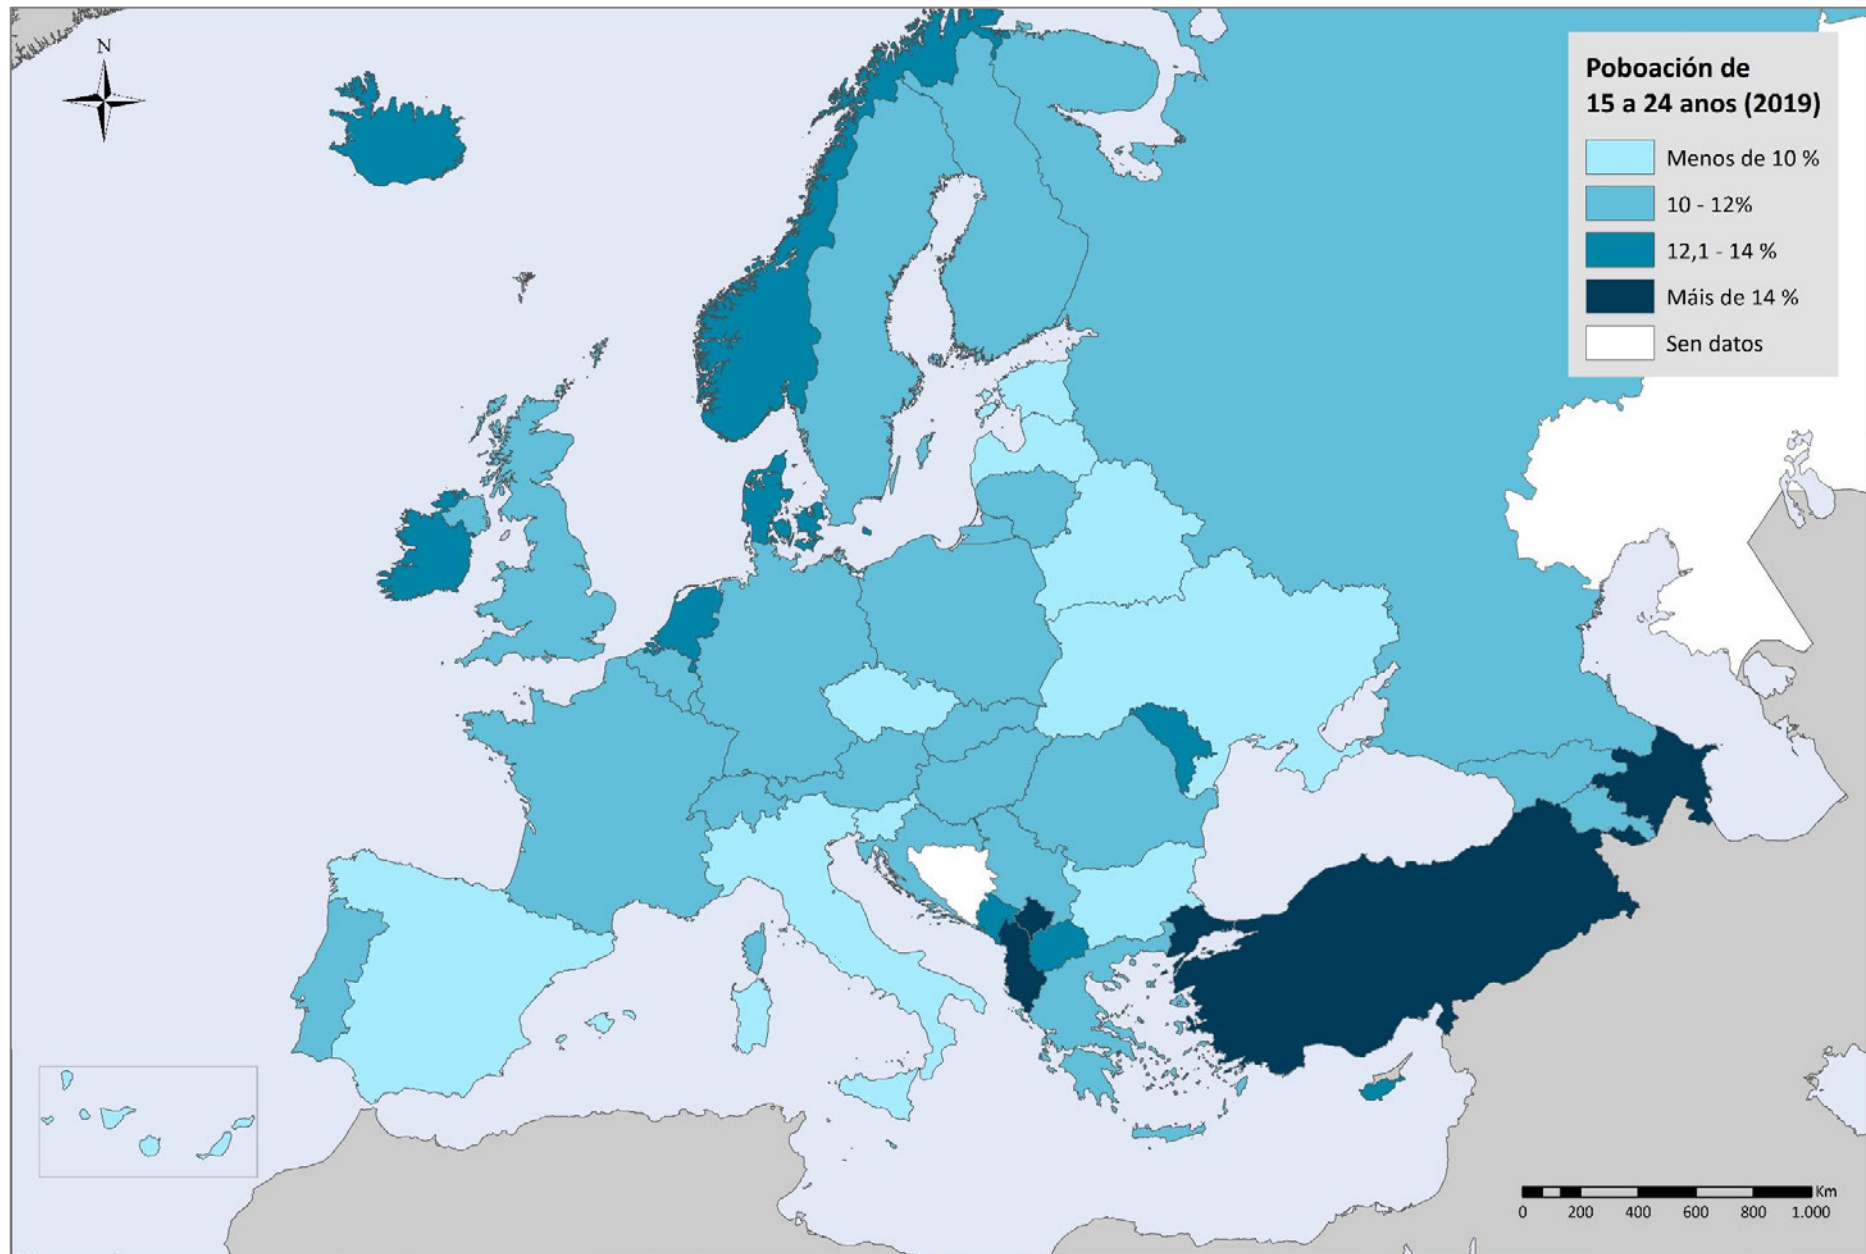 N
Poboación de
15 a 24 anos (2019)
Menos de 10 %
10 - 12%
12,1 - 14 %
Máis de 14 %
Sen datos
Km
0 200 400 600 800 1.000